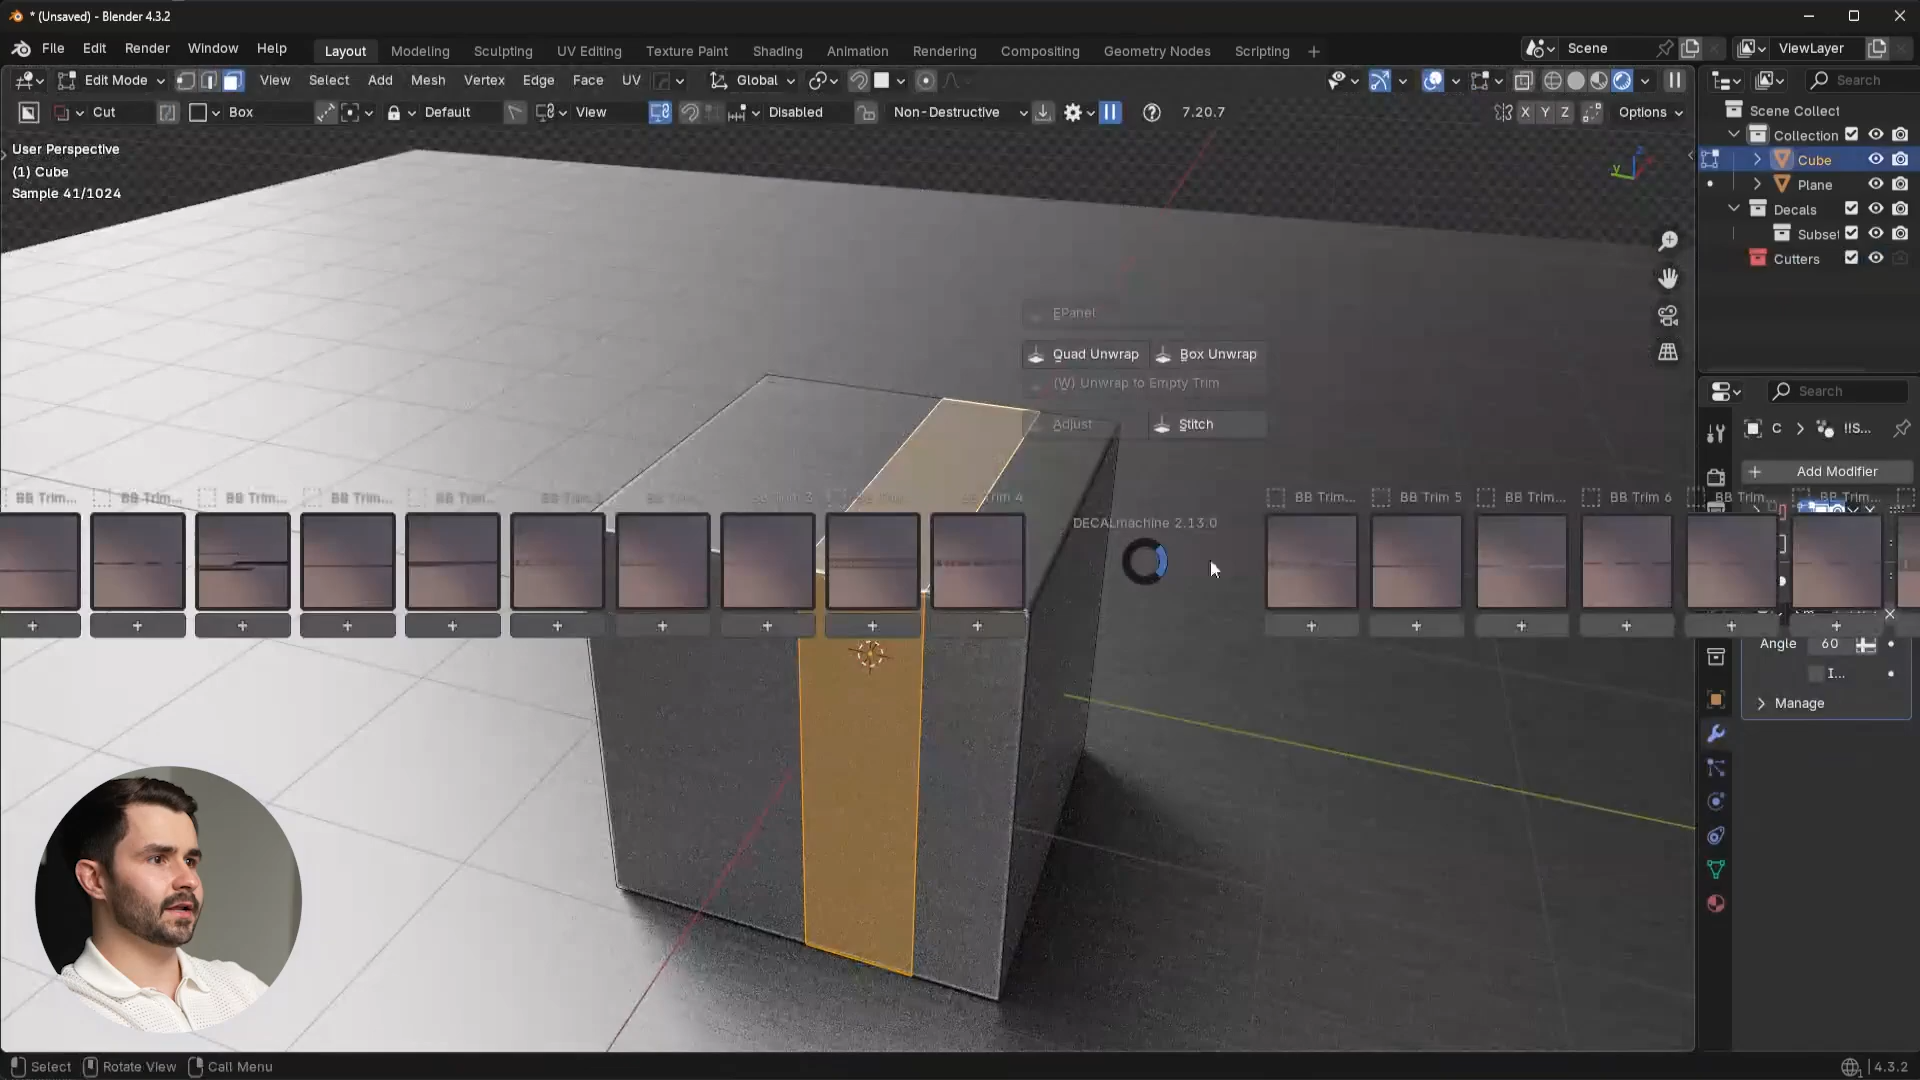 * (Unsaved) - Blender 4.3.2
File Edit Render Window Help Layout Modeling Sculpting UV Editing Texture Paint Shading Animation Rendering Compositing Geometry Nodes Scripting + Scene ViewLayer
Edit Mode View Select Add Mesh Vertex Edge Face UV Global Search
Cut Box Default View Disabled Non-Destructive 7.20.7 X Y Z Options
Scene Collect
Collection
Cube
Plane
Decals
Subse
Cutters
User Perspective
(1) Cube
Sample 41/1024
EPanel
Quad Unwrap Box Unwrap
(W) Unwrap to Empty Trim
Adjust Stitch
Search
C !!S...
Add Modifier
BB Trim... BB Trim... BB Trim... BB Trim... BB Trim... BB Trim 3 BB Trim 4 BB Trim... BB Trim 5 BB Trim... BB Trim 6 BB Trim... BB Trim...
DECALmachine 2.13.0
+ + + + + + + + + + + + + + + +
Angle 60
I...
Manage
Select Rotate View Call Menu 4.3.2